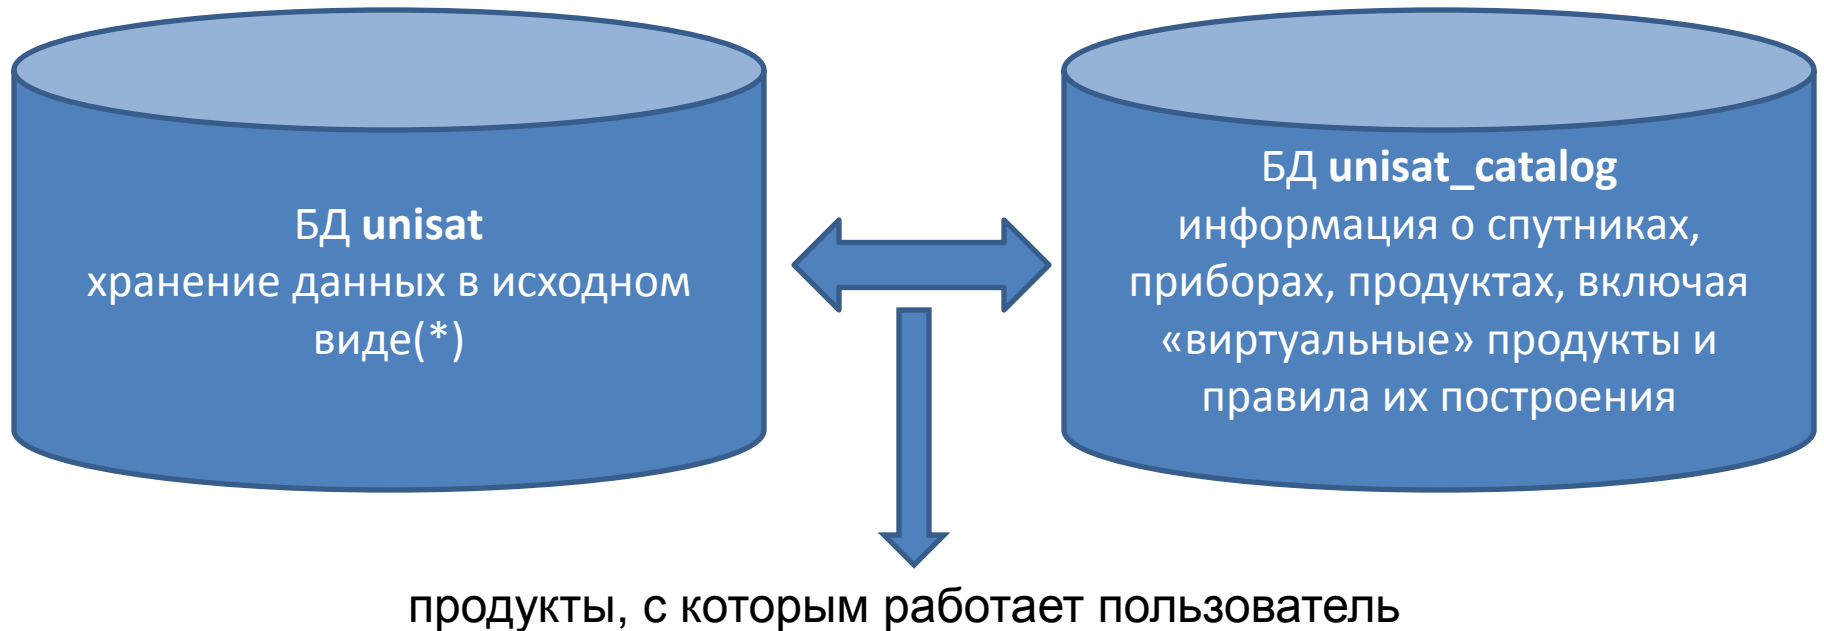 БД unisat
хранение данных в исходном
виде(*)
БД unisat_catalog
информация о спутниках,
приборах, продуктах, включая
«виртуальные» продукты и
правила их построения
продукты, с которым работает пользователь